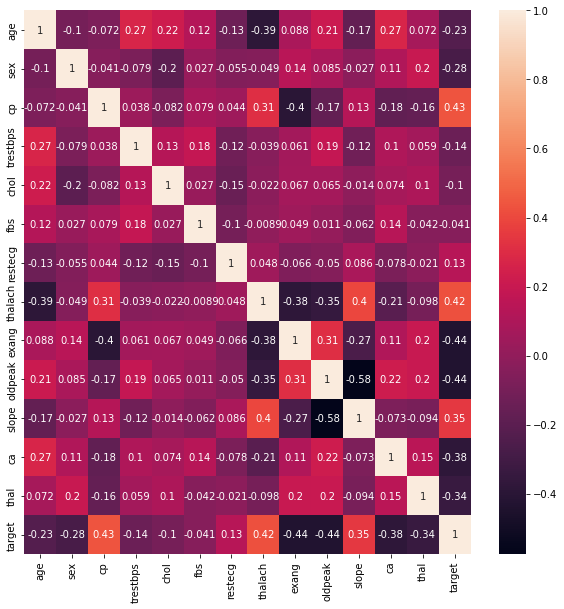 age 1 -0.1 -0.072 0.27 0.22 0.12 -0.13 -0.39 0.088 0.21 -0.17 0.27 0.072 -0.23
sex -0.1 1 -0.041 -0.079 -0.2 0.027 -0.055 -0.049 0.14 0.085 -0.027 0.11 0.2 -0.28
cp -0.072 -0.041 1 0.038 -0.082 0.079 0.044 0.31 -0.4 -0.17 0.13 -0.18 -0.16 0.43
trestbps 0.27 -0.079 0.038 1 0.13 0.18 -0.12 -0.039 0.061 0.19 -0.12 0.1 0.059 -0.14
chol 0.22 -0.2 -0.082 0.13 1 0.027 -0.15 -0.022 0.067 0.065 -0.014 0.074 0.1 -0.1
fbs 0.12 0.027 0.079 0.18 0.027 1 -0.1 -0.0089 0.049 0.011 -0.062 0.14 -0.042 -0.041
restecg -0.13 -0.055 0.044 -0.12 -0.15 -0.1 1 0.048 -0.066 -0.05 0.086 -0.078 -0.021 0.13
thalach -0.39 -0.049 0.31 -0.039 -0.022 -0.0089 0.048 1 -0.38 -0.35 0.4 -0.21 -0.098 0.42
exang 0.088 0.14 -0.4 0.061 0.067 0.049 -0.066 -0.38 1 0.31 -0.27 0.11 0.2 -0.44
oldpeak 0.21 0.085 -0.17 0.19 0.065 0.011 -0.05 -0.35 0.31 1 -0.58 0.22 0.2 -0.44
slope -0.17 -0.027 0.13 -0.12 -0.014 -0.062 0.086 0.4 -0.27 -0.58 1 -0.073 -0.094 0.35
ca 0.27 0.11 -0.18 0.1 0.074 0.14 -0.078 -0.21 0.11 0.22 -0.073 1 0.15 -0.38
thal 0.072 0.2 -0.16 0.059 0.1 -0.042 -0.021 -0.098 0.2 0.2 -0.094 0.15 1 -0.34
target -0.23 -0.28 0.43 -0.14 -0.1 -0.041 0.13 0.42 -0.44 -0.44 0.35 -0.38 -0.34 1
age sex cp trestbps chol fbs restecg thalach exang oldpeak slope ca thal target
1.0
0.8
0.6
0.4
0.2
0.0
−0.2
−0.4